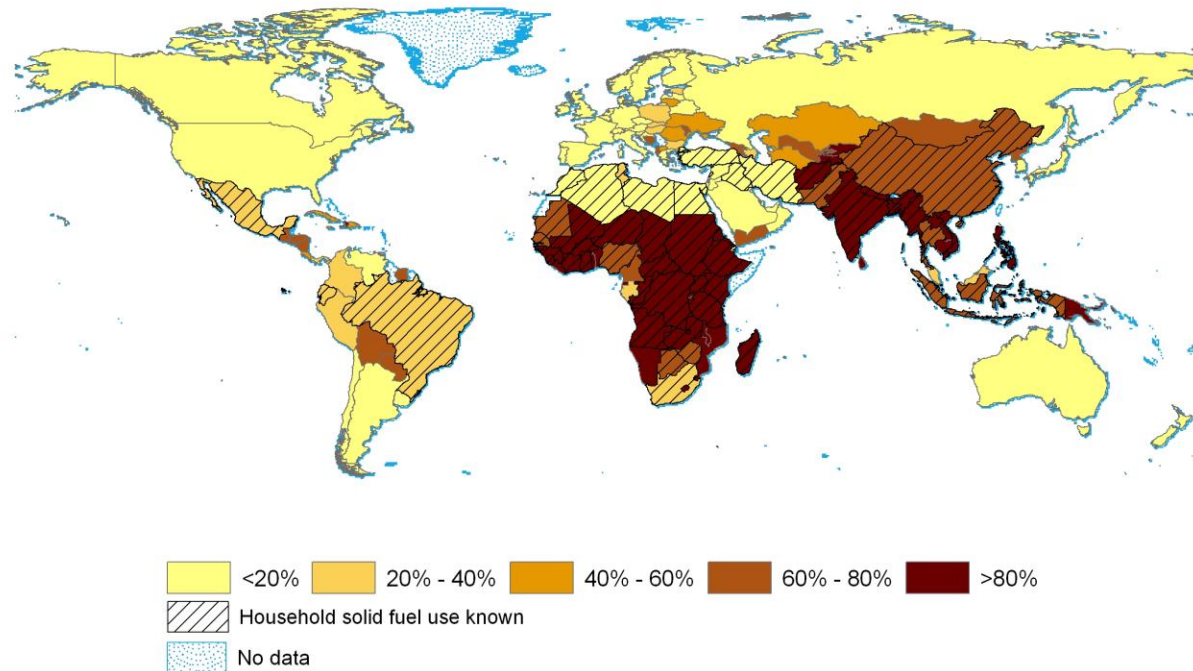 <20% 20% - 40% 40% - 60% 60% - 80% >80%
Household solid fuel use known
No data